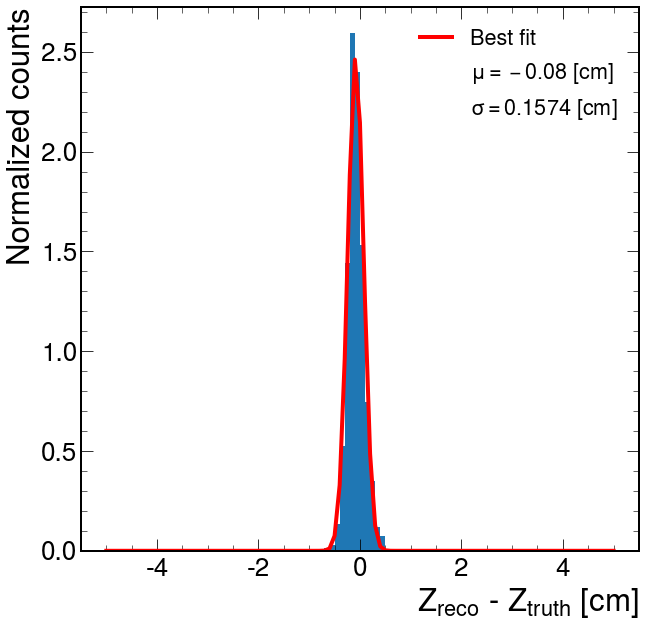 Normalized counts
2.5
2.0
1.5
1.0
0.5
0.0
Best fit
μ = −0.08 [cm]
σ = 0.1574 [cm]
-4 -2 0 2 4
Z_reco - Z_truth [cm]